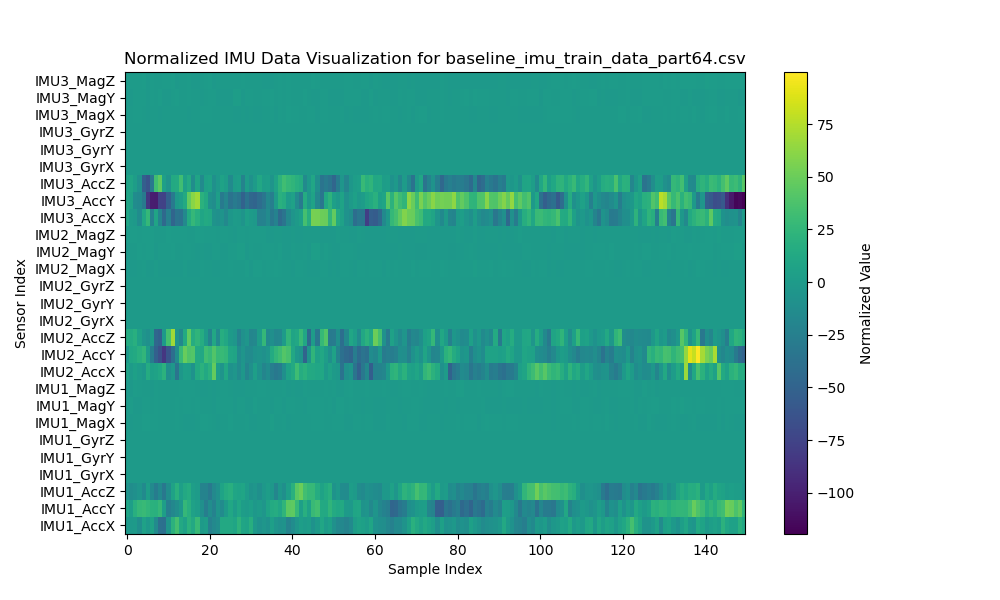 Normalized IMU Data Visualization for baseline_imu_train_data_part64.csv
IMU3_MagZ
IMU3_MagY
IMU3_MagX
IMU3_GyrZ
IMU3_GyrY
IMU3_GyrX
IMU3_AccZ
IMU3_AccY
IMU3_AccX
IMU2_MagZ
IMU2_MagY
IMU2_MagX
IMU2_GyrZ
IMU2_GyrY
IMU2_GyrX
IMU2_AccZ
IMU2_AccY
IMU2_AccX
IMU1_MagZ
IMU1_MagY
IMU1_MagX
IMU1_GyrZ
IMU1_GyrY
IMU1_GyrX
IMU1_AccZ
IMU1_AccY
IMU1_AccX
Sensor Index
0 20 40 60 80 100 120 140
Sample Index
75
50
25
0
−25
−50
−75
−100
Normalized Value